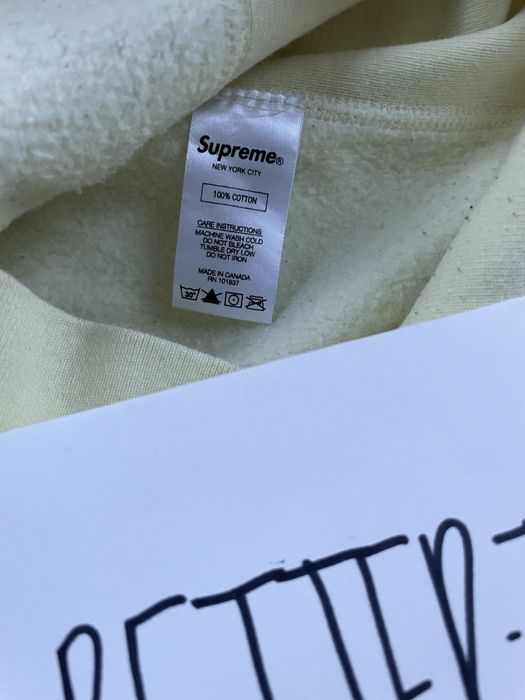 Supreme®
NEW YORK CITY
100% COTTON
CARE INSTRUCTIONS:
MACHINE WASH COLD
DO NOT BLEACH
TUMBLE DRY LOW
DO NOT IRON
MADE IN CANADA
RN 101837
30°